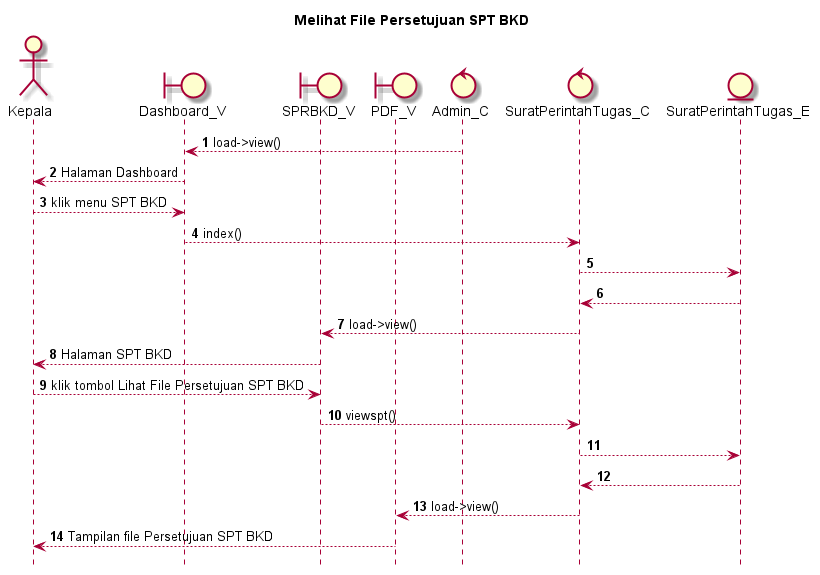 Melihat File Persetujuan SPT BKD
Kepala
Dashboard_V
SPRBKD_V
PDF_V
Admin_C
SuratPerintahTugas_C
SuratPerintahTugas_E
1 load->view()
2 Halaman Dashboard
3 klik menu SPT BKD
4 index()
5
6
7 load->view()
8 Halaman SPT BKD
9 klik tombol Lihat File Persetujuan SPT BKD
10 viewspt()
11
12
13 load->view()
14 Tampilan file Persetujuan SPT BKD